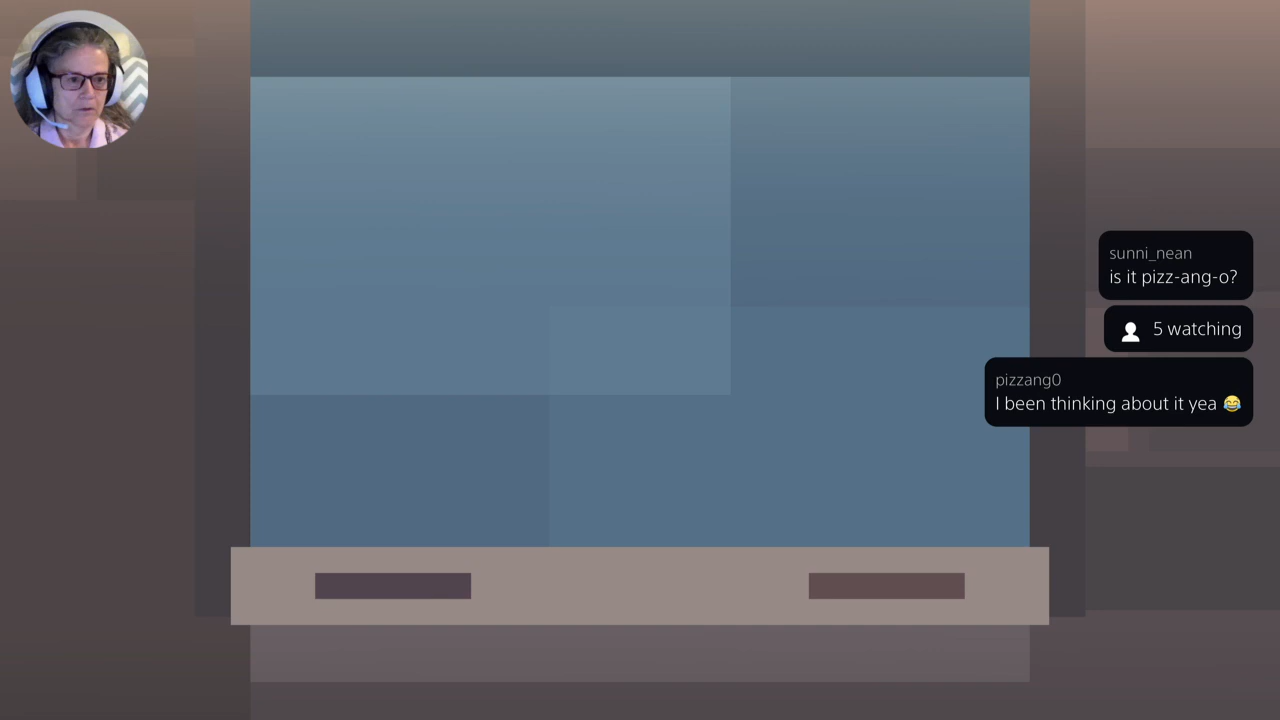 sunni_nean
is it pizz-ang-o?
5 watching
pizzang0
I been thinking about it yea 😂